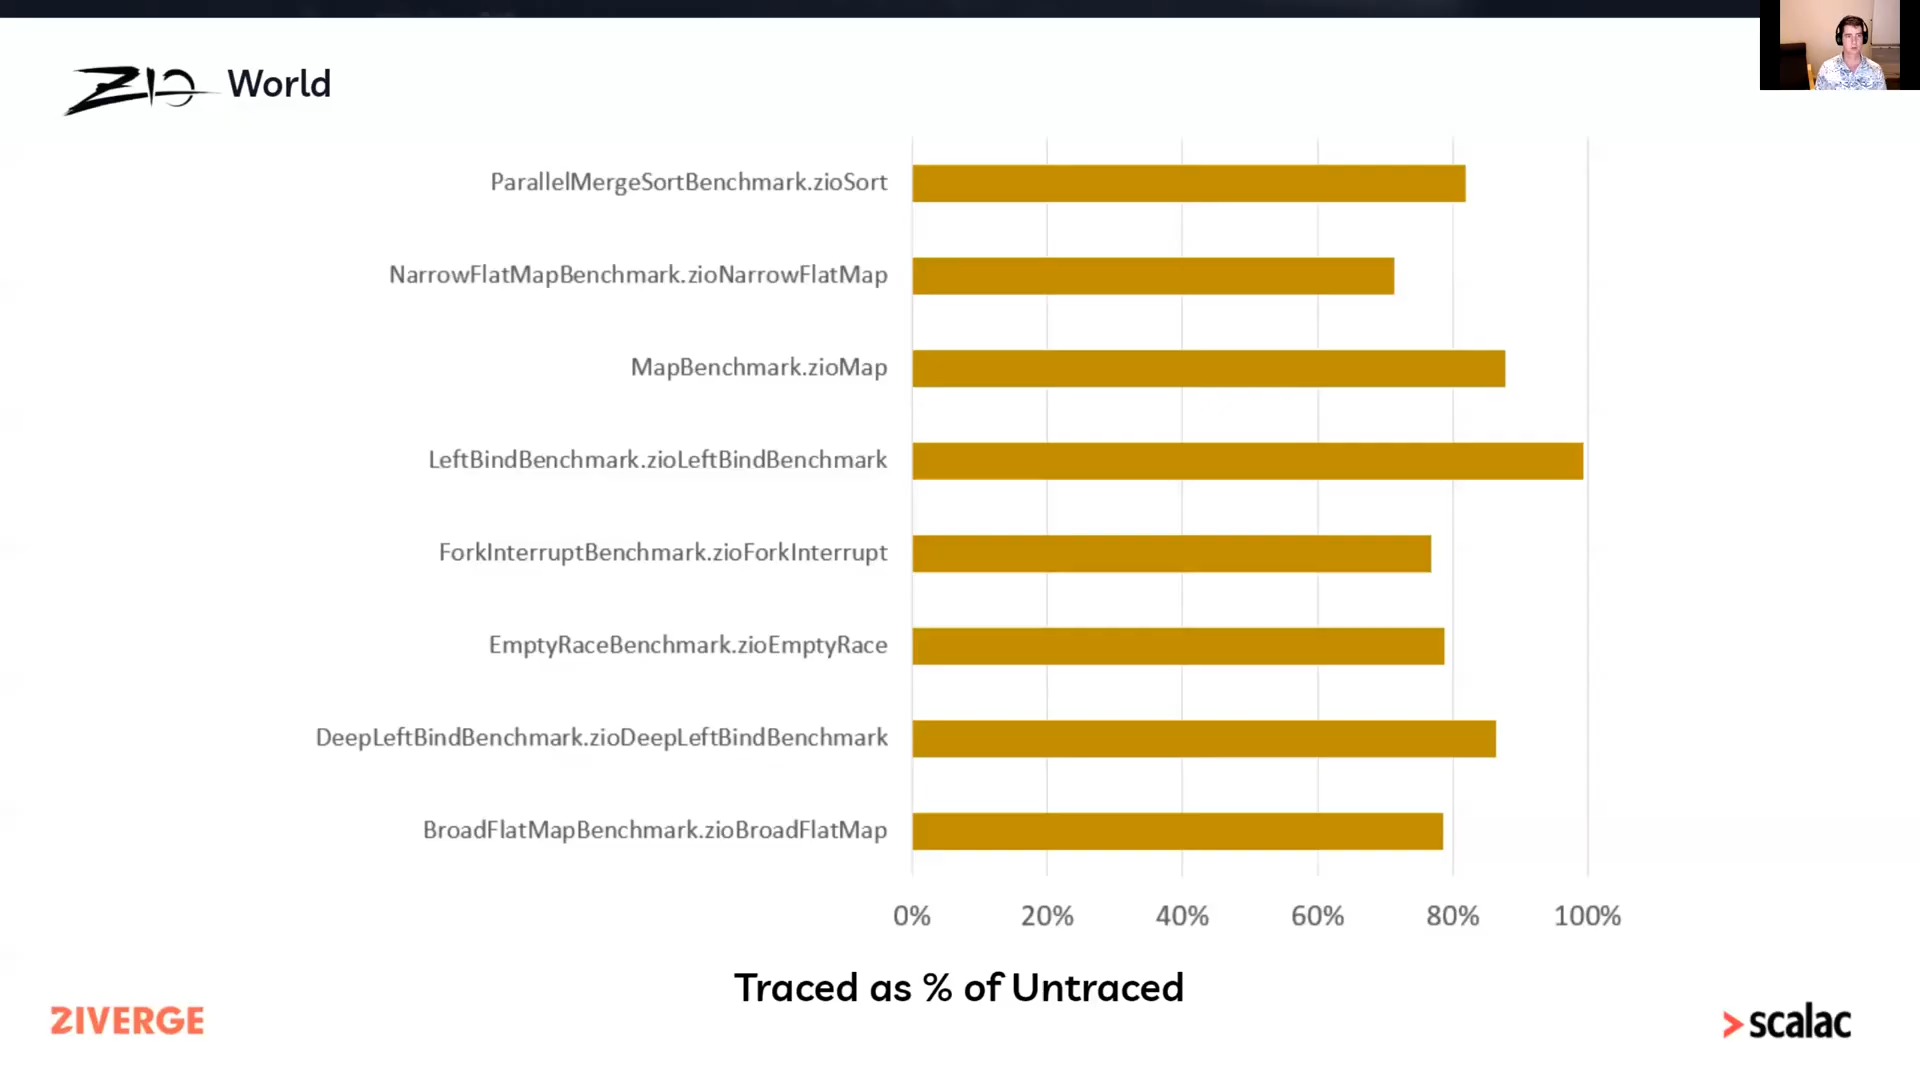 ZIO World
ParallelMergeSortBenchmark.zioSort
NarrowFlatMapBenchmark.zioNarrowFlatMap
MapBenchmark.zioMap
LeftBindBenchmark.zioLeftBindBenchmark
ForkInterruptBenchmark.zioForkInterrupt
EmptyRaceBenchmark.zioEmptyRace
DeepLeftBindBenchmark.zioDeepLeftBindBenchmark
BroadFlatMapBenchmark.zioBroadFlatMap
0% 20% 40% 60% 80% 100%
Traced as % of Untraced
ZIVERGE
scalac